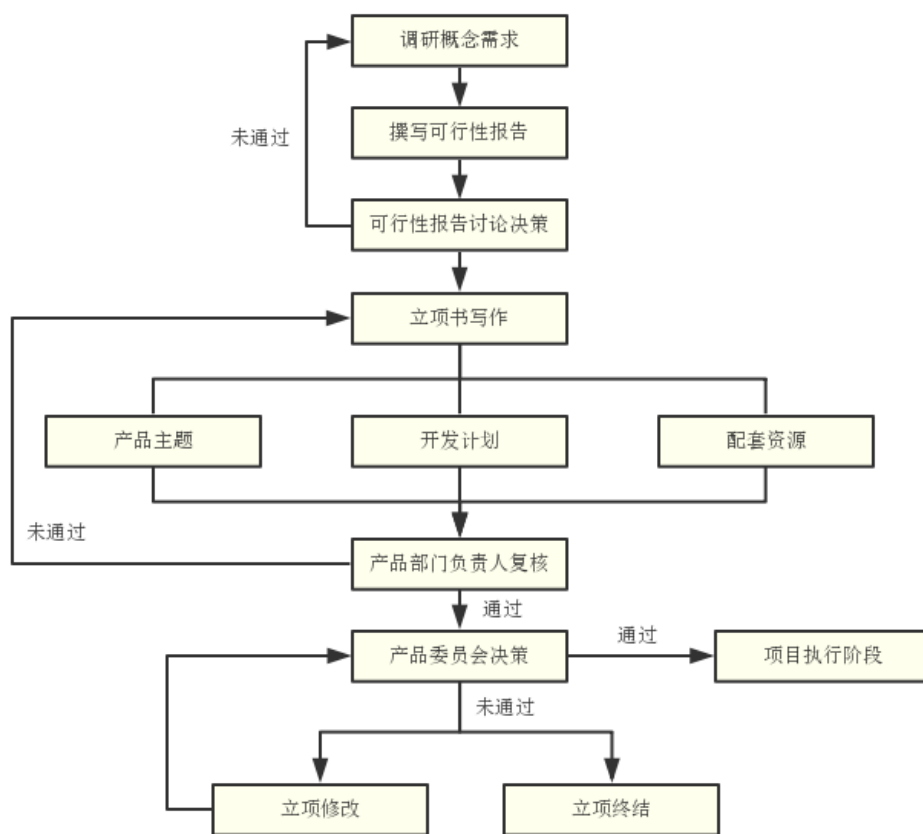 调研概念需求
未通过
撰写可行性报告
可行性报告讨论决策
立项书写作
产品主题
开发计划
配套资源
未通过
产品部门负责人复核
通过
产品委员会决策
通过
项目执行阶段
未通过
立项修改
立项终结